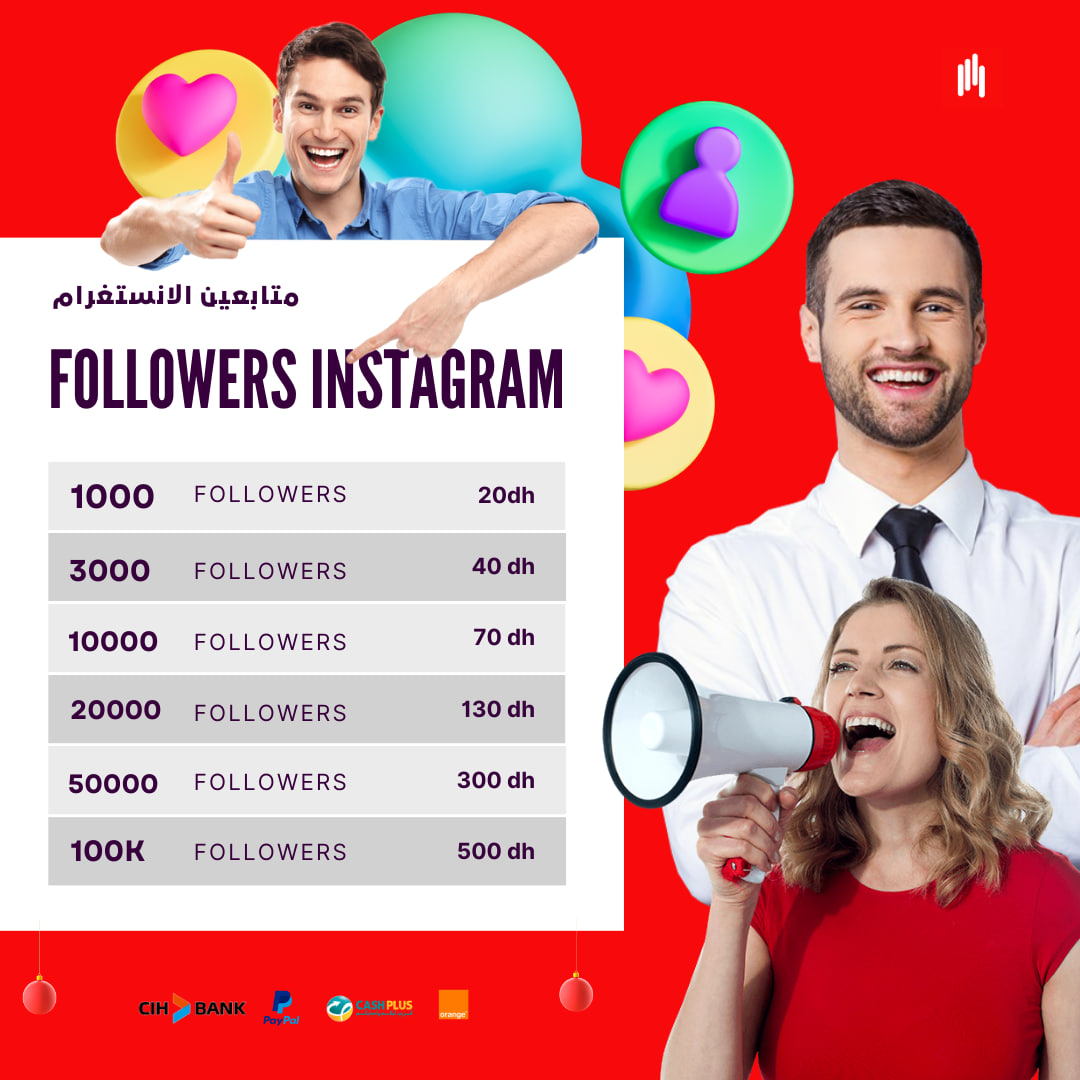 متابعين الانستغرام
FOLLOWERS INSTAGRAM
1000 FOLLOWERS 20dh
3000 FOLLOWERS 40 dh
10000 FOLLOWERS 70 dh
20000 FOLLOWERS 130 dh
50000 FOLLOWERS 300 dh
100K FOLLOWERS 500 dh
CIH BANK PayPal CASH PLUS orange